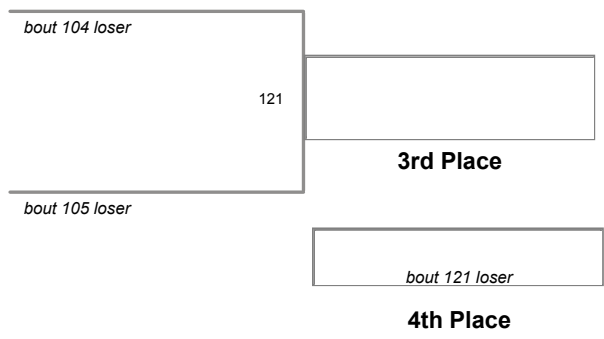 bout 104 loser
121
3rd Place
bout 105 loser
bout 121 loser
4th Place